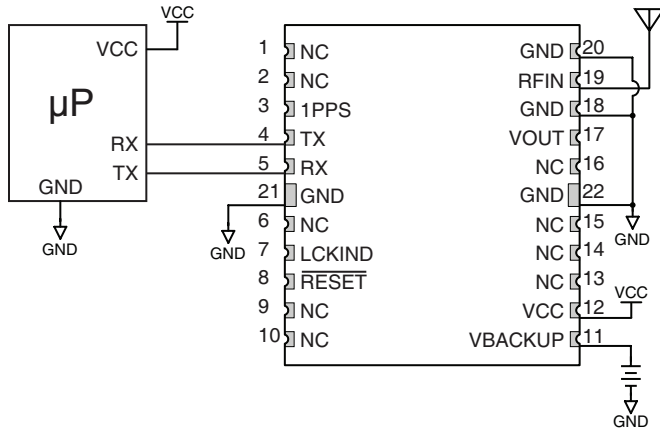 VCC
VCC
µP
RX
TX
GND
GND
1 NC
2 NC
3 1PPS
4 TX
5 RX
21 GND
6 NC
7 LCKIND
8 RESET
9 NC
10 NC
GND
GND 20
RFIN 19
GND 18
VOUT 17
NC 16
GND 22
NC 15
NC 14
NC 13
VCC 12
VBACKUP 11
GND
VCC
GND